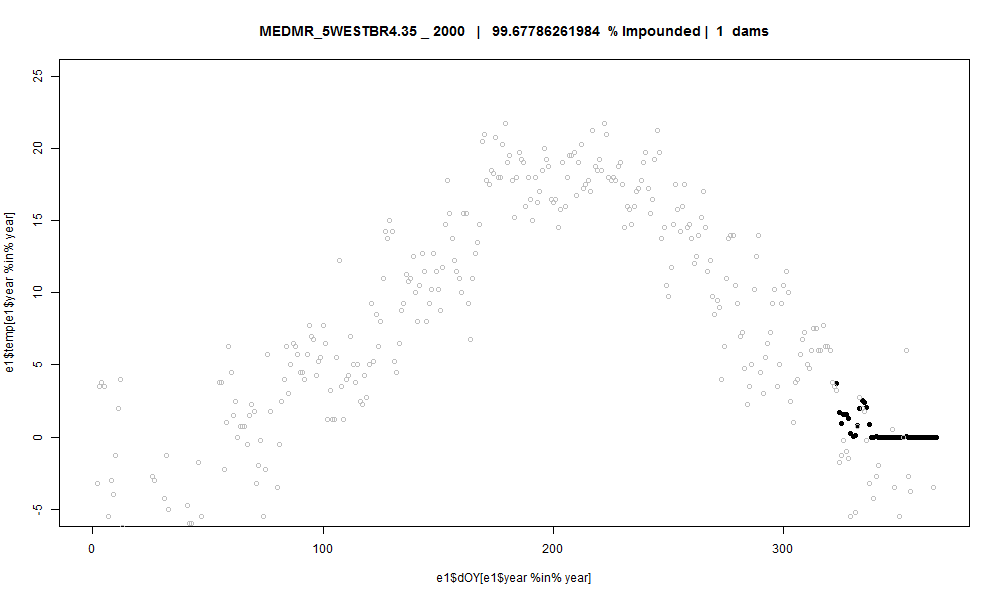 MEDMR_5WESTBR4.35 _ 2000 | 99.67786261984 % Impounded | 1 dams
25
20
15
10
5
0
-5
e1$temp[e1$year %in% year]
0 100 200 300
e1$dOY[e1$year %in% year]